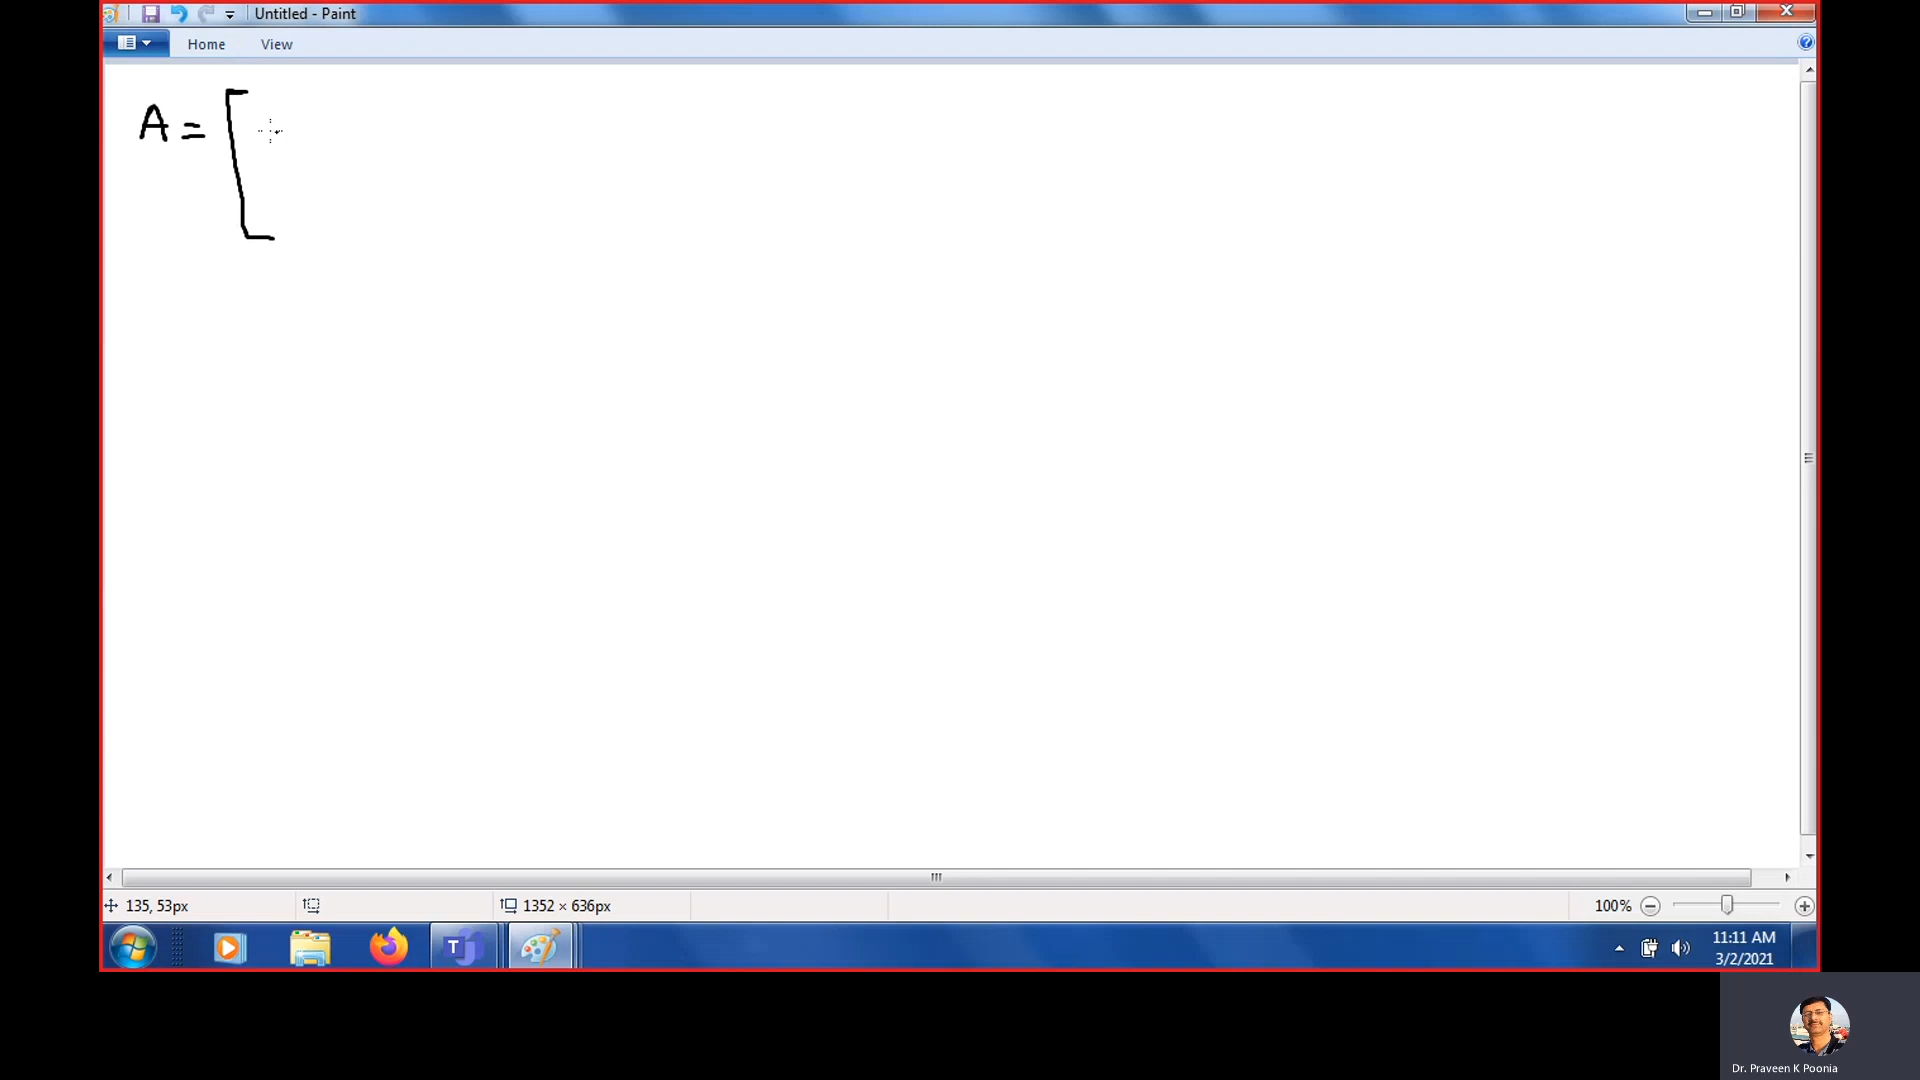 Untitled - Paint
Home View
A = [
135, 53px
1352 × 636px
100%
11:11 AM
3/2/2021
Dr. Praveen K Poonia